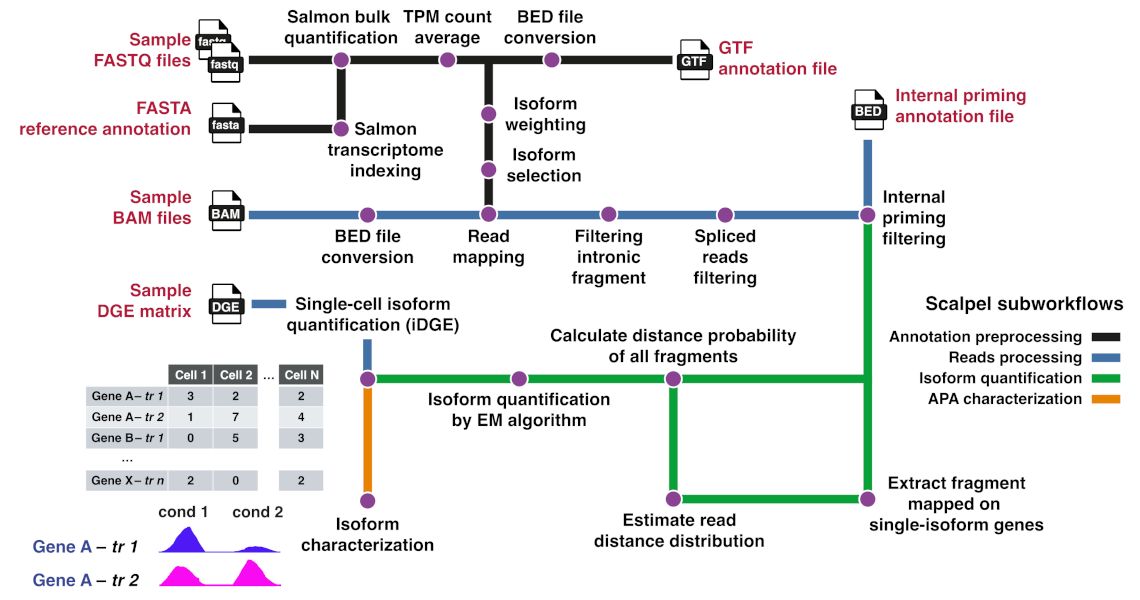 Salmon bulk
quantification
TPM count
average
BED file
conversion
Sample
FASTQ files
fastq
fastq
GTF
GTF
annotation file
FASTA
reference annotation
fasta
Salmon
transcriptome
indexing
Isoform
weighting
Isoform
selection
BED
Internal priming
annotation file
Sample
BAM files
BAM
BED file
conversion
Read
mapping
Filtering
intronic
fragment
Spliced
reads
filtering
Internal
priming
filtering
Sample
DGE matrix
DGE
Single-cell isoform
quantification (iDGE)
Scalpel subworkflows
Annotation preprocessing
Reads processing
Isoform quantification
APA characterization
Calculate distance probability
of all fragments
Isoform quantification
by EM algorithm
Cell 1 Cell 2 ... Cell N
Gene A – tr 1 3 2 2
Gene A – tr 2 1 7 4
Gene B – tr 1 0 5 3
...
Gene X – tr n 2 0 2
Extract fragment
mapped on
single-isoform genes
Estimate read
distance distribution
Isoform
characterization
cond 1 cond 2
Gene A – tr 1
Gene A – tr 2